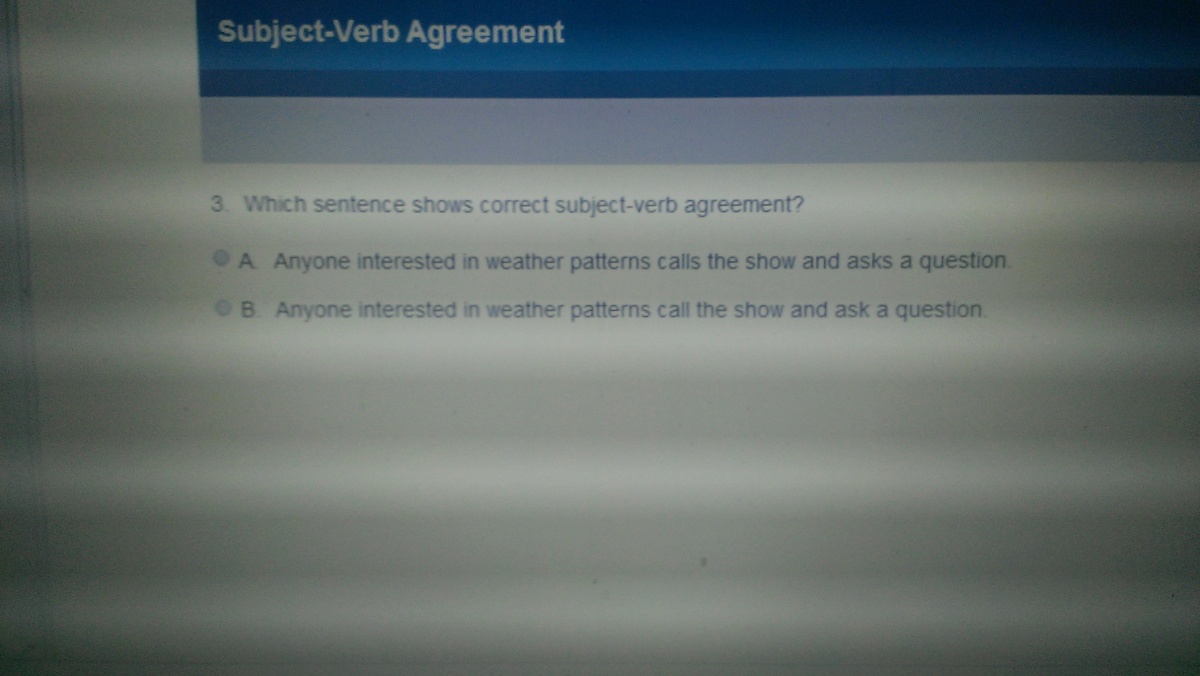 Subject-Verb Agreement
3. Which sentence shows correct subject-verb agreement?
A. Anyone interested in weather patterns calls the show and asks a question.
B. Anyone interested in weather patterns call the show and ask a question.